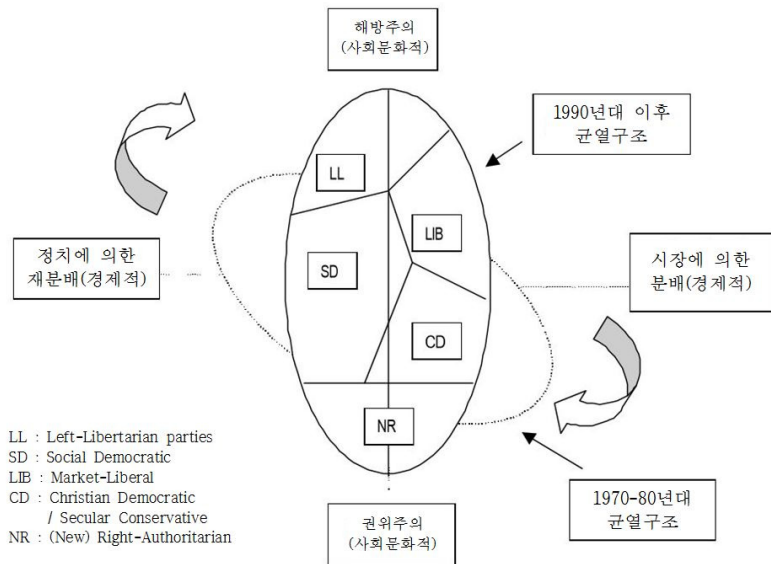 해방주의
(사회문화적)
1990년대 이후
균열구조
LL
LIB
정치에 의한
재분배(경제적)
SD
시장에 의한
분배(경제적)
CD
NR
LL : Left-Libertarian parties
SD : Social Democratic
LIB : Market-Liberal
CD : Christian Democratic
/ Secular Conservative
NR : (New) Right-Authoritarian
권위주의
(사회문화적)
1970-80년대
균열구조